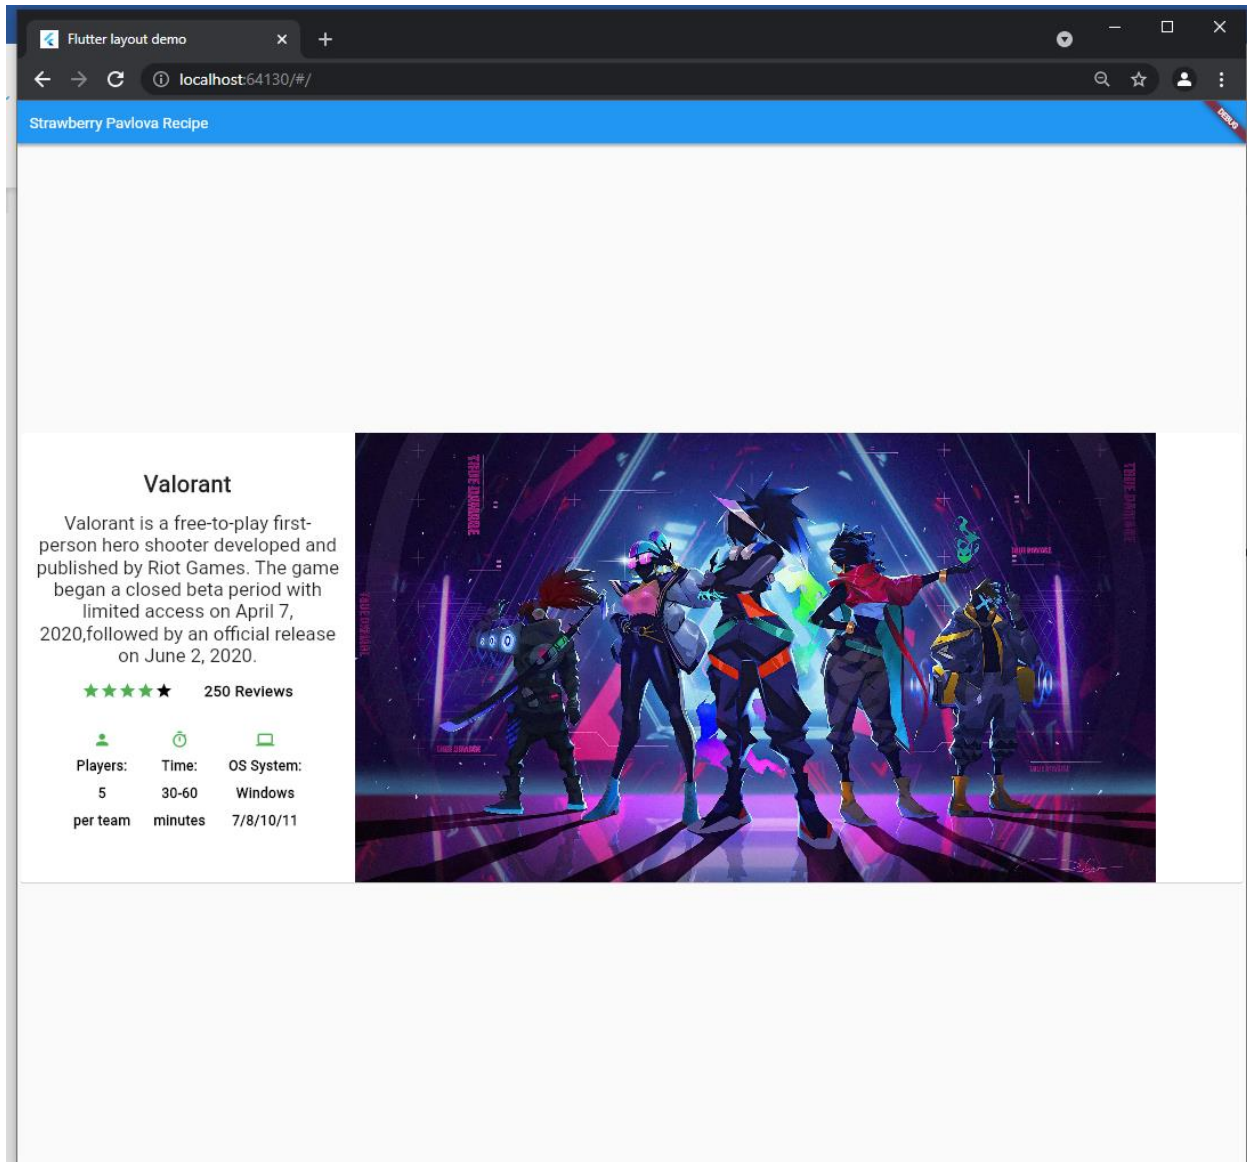 Flutter layout demo
localhost:64130/#/
Strawberry Pavlova Recipe
DEBUG
Valorant
Valorant is a free-to-play first-
person hero shooter developed and
published by Riot Games. The game
began a closed beta period with
limited access on April 7,
2020,followed by an official release
on June 2, 2020.
250 Reviews
Players: Time: OS System:
5 30-60 Windows
per team minutes 7/8/10/11